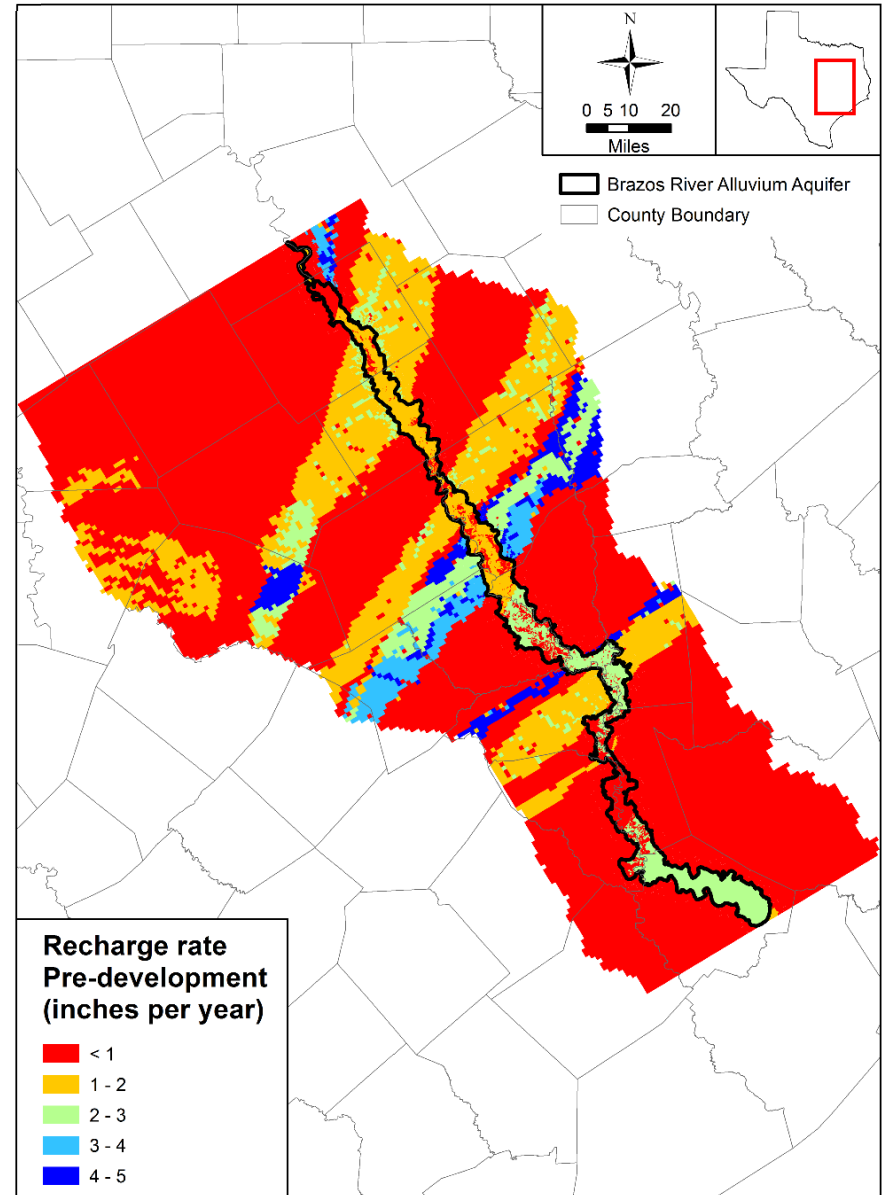 N
0 5 10 20
Miles
Brazos River Alluvium Aquifer
County Boundary
Recharge rate
Pre-development
(inches per year)
< 1
1 - 2
2 - 3
3 - 4
4 - 5